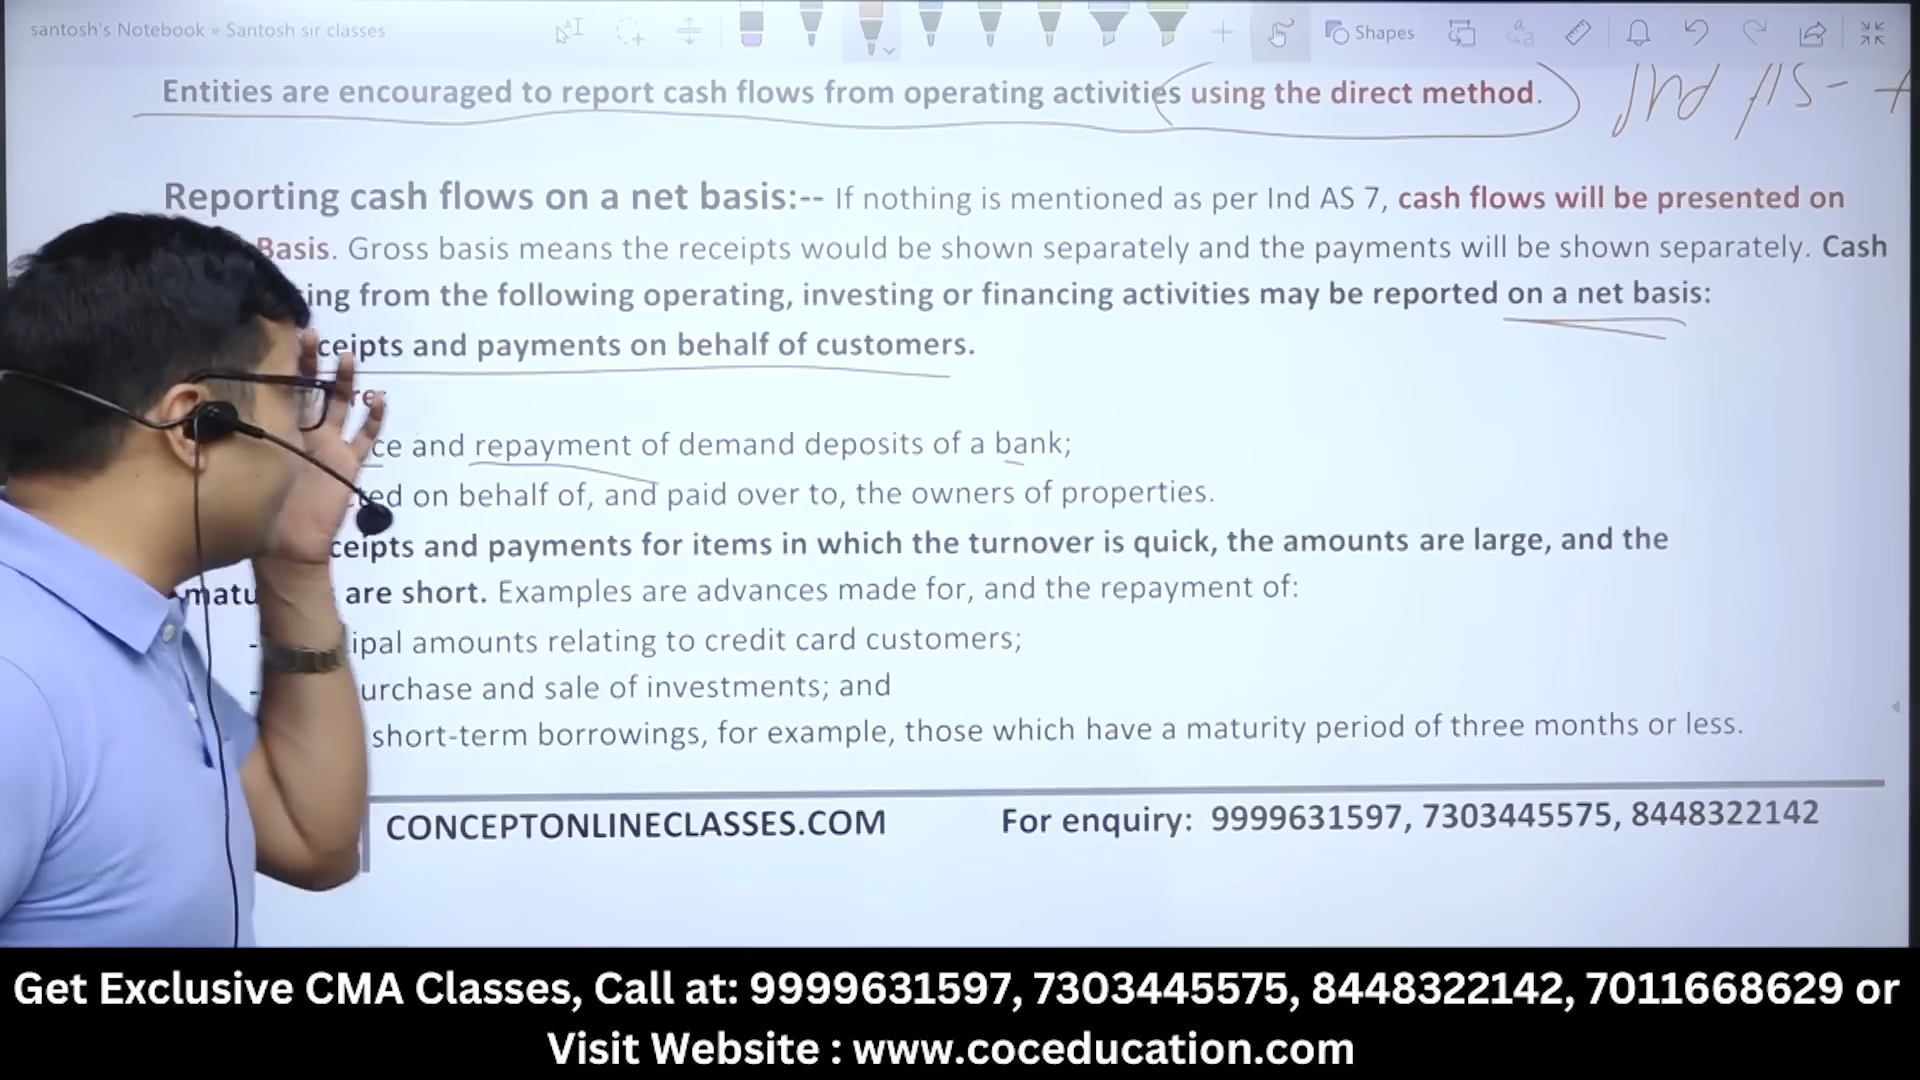 santosh's Notebook » Santosh sir classes
Shapes
Entities are encouraged to report cash flows from operating activities using the direct method.
Ind AS -
Reporting cash flows on a net basis:-- If nothing is mentioned as per Ind AS 7, cash flows will be presented on
Basis. Gross basis means the receipts would be shown separately and the payments will be shown separately. Cash
ing from the following operating, investing or financing activities may be reported on a net basis:
ceipts and payments on behalf of customers.
re:
ce and repayment of demand deposits of a bank;
ted on behalf of, and paid over to, the owners of properties.
ceipts and payments for items in which the turnover is quick, the amounts are large, and the
matu are short. Examples are advances made for, and the repayment of:
- ipal amounts relating to credit card customers;
- urchase and sale of investments; and
short-term borrowings, for example, those which have a maturity period of three months or less.
CONCEPTONLINECLASSES.COM For enquiry: 9999631597, 7303445575, 8448322142
Get Exclusive CMA Classes, Call at: 9999631597, 7303445575, 8448322142, 7011668629 or
Visit Website : www.coceducation.com